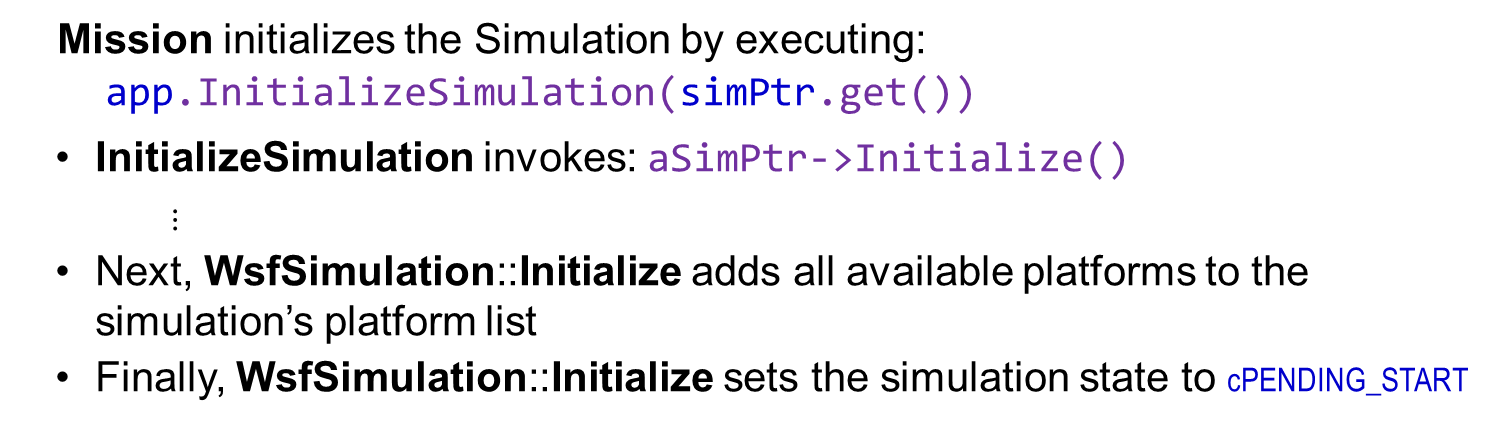 Mission initializes the Simulation by executing:
app.InitializeSimulation(simPtr.get())
• InitializeSimulation invokes: aSimPtr->Initialize()
⋮
• Next, WsfSimulation::Initialize adds all available platforms to the
simulation’s platform list
• Finally, WsfSimulation::Initialize sets the simulation state to cPENDING_START